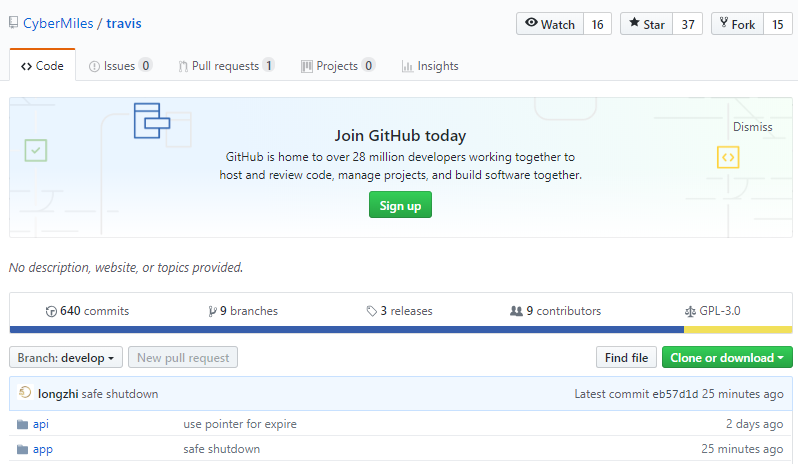 CyberMiles / travis
Watch 16 Star 37 Fork 15
Code Issues 0 Pull requests 1 Projects 0 Insights
Join GitHub today
Dismiss
GitHub is home to over 28 million developers working together to
host and review code, manage projects, and build software together.
Sign up
No description, website, or topics provided.
640 commits 9 branches 3 releases 9 contributors GPL-3.0
Branch: develop New pull request Find file Clone or download
longzhi safe shutdown Latest commit eb57d1d 25 minutes ago
api use pointer for expire 2 days ago
app safe shutdown 25 minutes ago